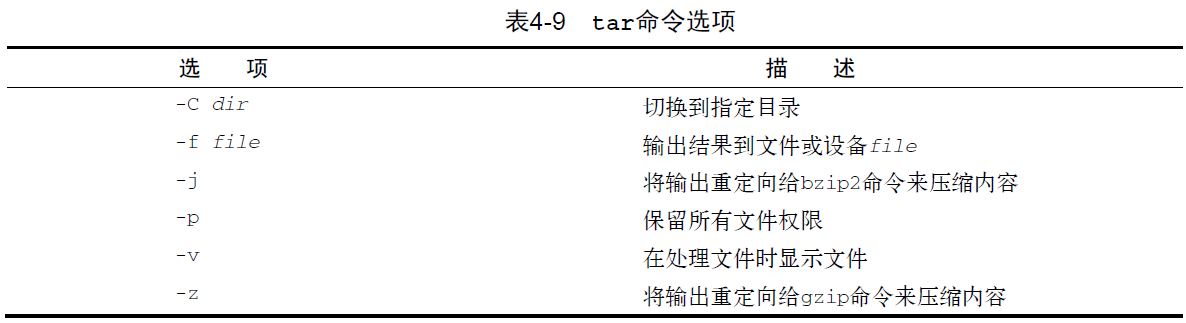 表4-9 tar命令选项
选 项 描 述
-C dir 切换到指定目录
-f file 输出结果到文件或设备file
-j 将输出重定向给bzip2命令来压缩内容
-p 保留所有文件权限
-v 在处理文件时显示文件
-z 将输出重定向给gzip命令来压缩内容